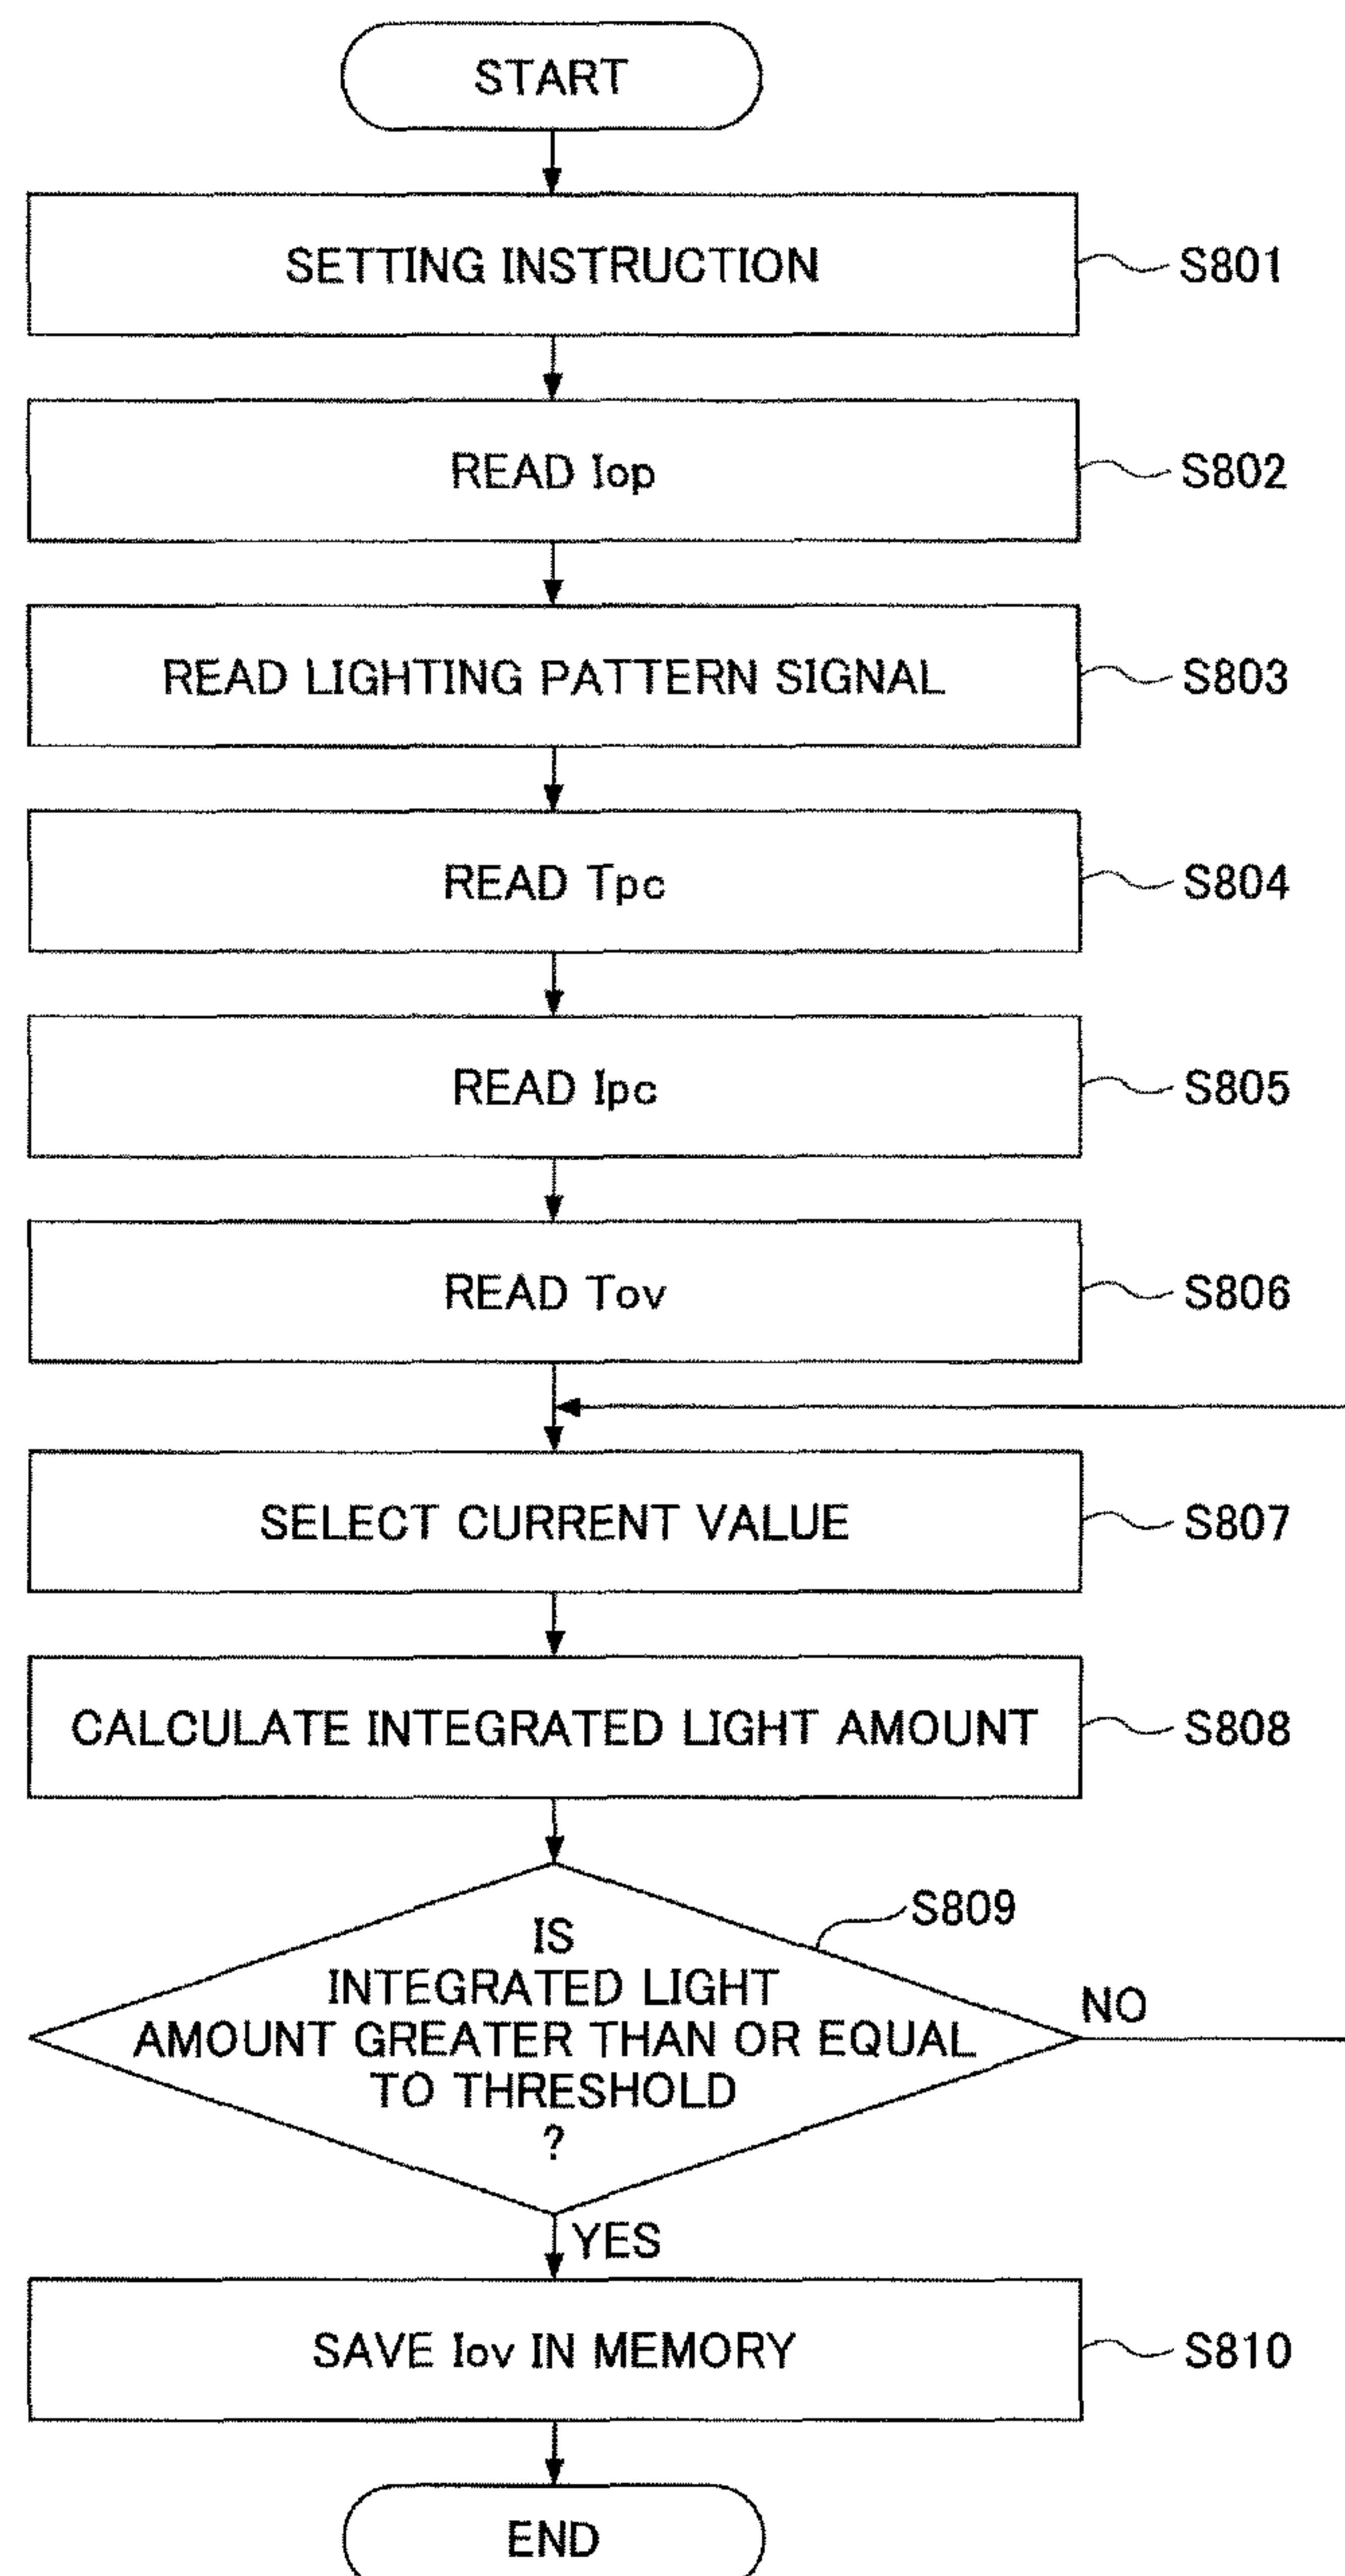 START
SETTING INSTRUCTION
S801
READ Iop
S802
READ LIGHTING PATTERN SIGNAL
S803
READ Tpc
S804
READ Ipc
S805
READ Tov
S806
SELECT CURRENT VALUE
S807
CALCULATE INTEGRATED LIGHT AMOUNT
S808
S809
IS
INTEGRATED LIGHT
AMOUNT GREATER THAN OR EQUAL
TO THRESHOLD
?
NO
YES
SAVE Iov IN MEMORY
S810
END